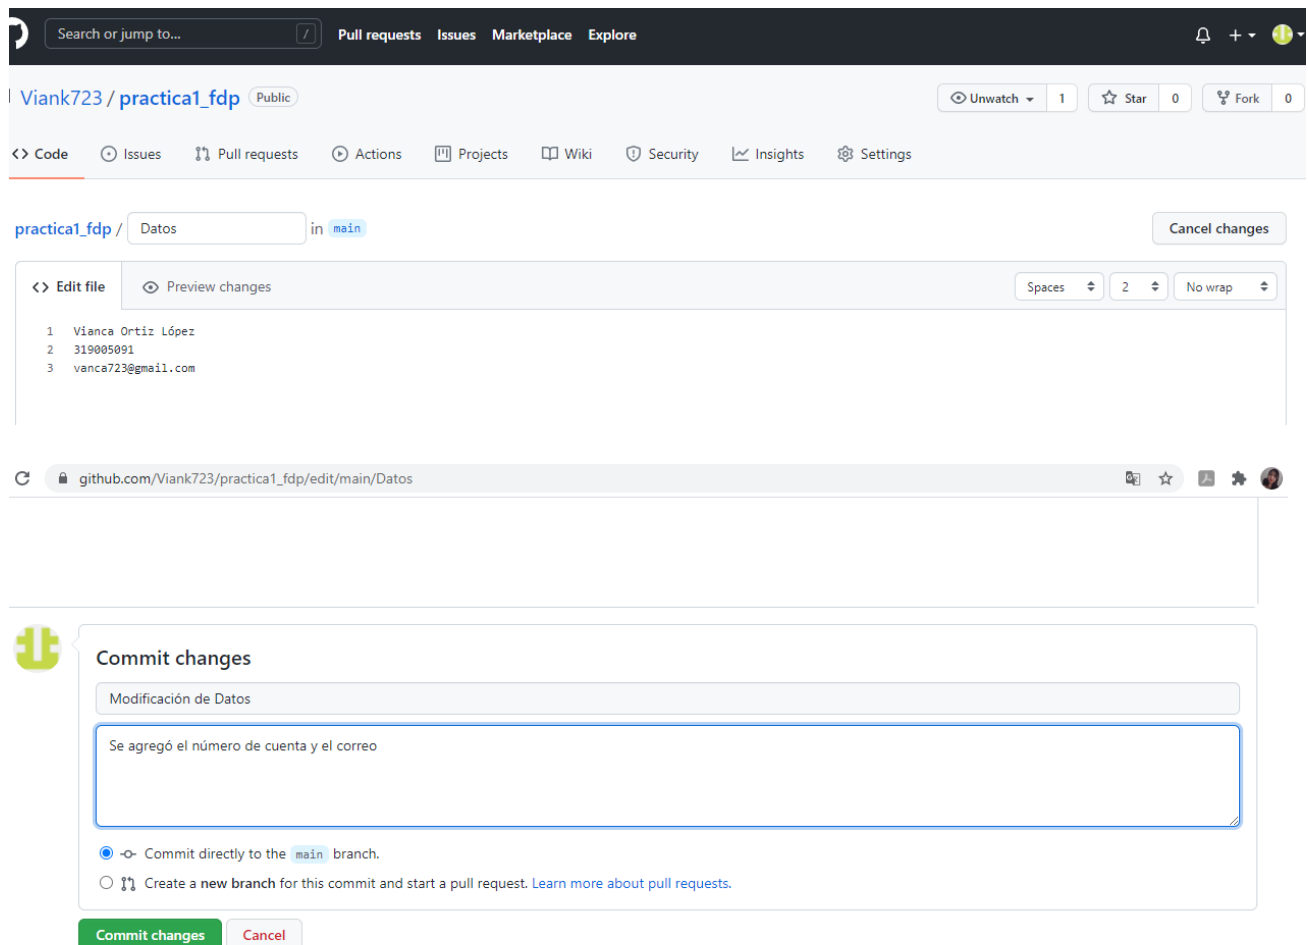 Search or jump to... / Pull requests Issues Marketplace Explore
Viank723 / practica1_fdp Public Unwatch 1 Star 0 Fork 0
<> Code Issues Pull requests Actions Projects Wiki Security Insights Settings
practica1_fdp / Datos in main Cancel changes
<> Edit file Preview changes Spaces 2 No wrap
1 Vianca Ortiz López
2 319005091
3 vanca723@gmail.com
github.com/Viank723/practica1_fdp/edit/main/Datos
Commit changes
Modificación de Datos
Se agregó el número de cuenta y el correo
Commit directly to the main branch.
Create a new branch for this commit and start a pull request. Learn more about pull requests.
Commit changes Cancel